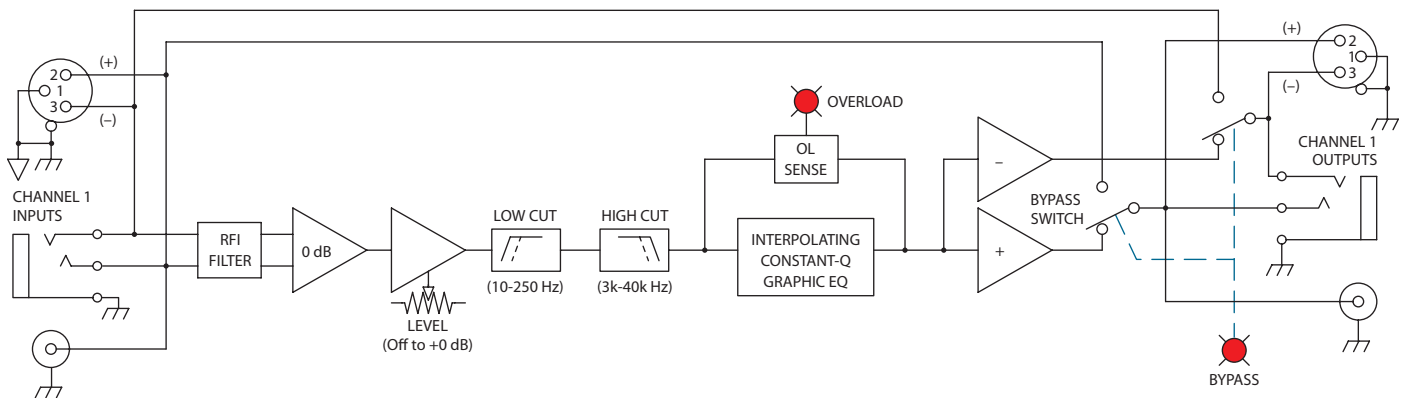 (+)
2
1
3
(–)
CHANNEL 1
INPUTS
RFI
FILTER
0 dB
LEVEL
(Off to +0 dB)
LOW CUT
(10-250 Hz)
HIGH CUT
(3k-40k Hz)
OVERLOAD
OL
SENSE
INTERPOLATING
CONSTANT-Q
GRAPHIC EQ
–
+
BYPASS
SWITCH
BYPASS
(+)
2
1
3
(–)
CHANNEL 1
OUTPUTS